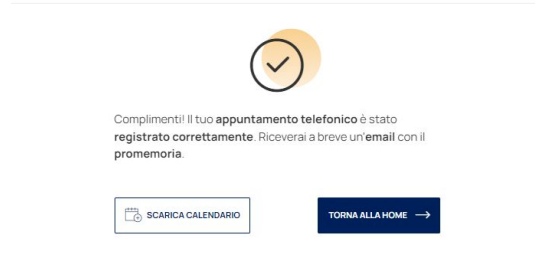 Complimenti! Il tuo appuntamento telefonico è stato
registrato correttamente. Riceverai a breve un'email con il
promemoria.
SCARICA CALENDARIO
TORNA ALLA HOME